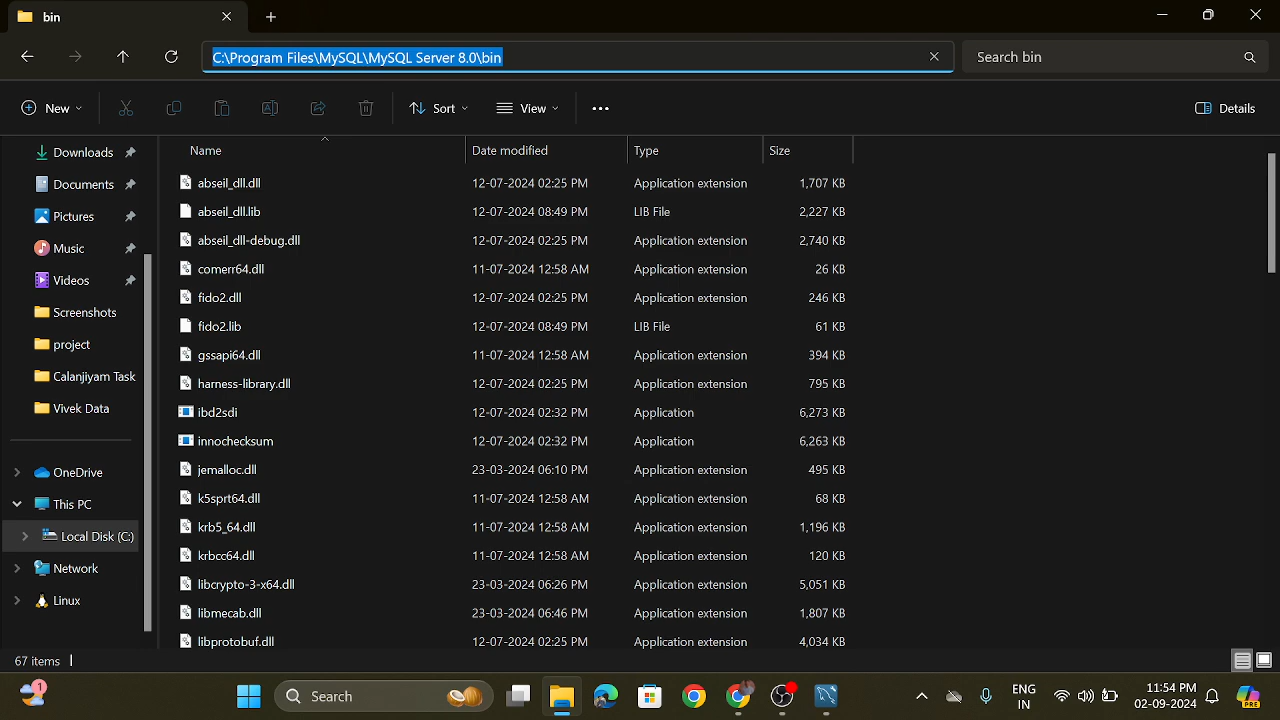 bin
C:\Program Files\MySQL\MySQL Server 8.0\bin
Search bin
New
Sort
View
Details
Name Date modified Type Size
Downloads
Documents
Pictures
Music
Videos
Screenshots
project
Calanjiyam Task
Vivek Data
OneDrive
This PC
Local Disk (C:)
Network
Linux
abseil_dll.dll 12-07-2024 02:25 PM Application extension 1,707 KB
abseil_dll.lib 12-07-2024 08:49 PM LIB File 2,227 KB
abseil_dll-debug.dll 12-07-2024 02:25 PM Application extension 2,740 KB
comerr64.dll 11-07-2024 12:58 AM Application extension 26 KB
fido2.dll 12-07-2024 02:25 PM Application extension 246 KB
fido2.lib 12-07-2024 08:49 PM LIB File 61 KB
gssapi64.dll 11-07-2024 12:58 AM Application extension 394 KB
harness-library.dll 12-07-2024 02:25 PM Application extension 795 KB
ibd2sdi 12-07-2024 02:32 PM Application 6,273 KB
innochecksum 12-07-2024 02:32 PM Application 6,263 KB
jemalloc.dll 23-03-2024 06:10 PM Application extension 495 KB
k5sprt64.dll 11-07-2024 12:58 AM Application extension 68 KB
krb5_64.dll 11-07-2024 12:58 AM Application extension 1,196 KB
krbcc64.dll 11-07-2024 12:58 AM Application extension 120 KB
libcrypto-3-x64.dll 23-03-2024 06:26 PM Application extension 5,051 KB
libmecab.dll 23-03-2024 06:46 PM Application extension 1,807 KB
libprotobuf.dll 12-07-2024 02:25 PM Application extension 4,034 KB
67 items
1
Search
ENG
IN
11:54 PM
02-09-2024
PRE